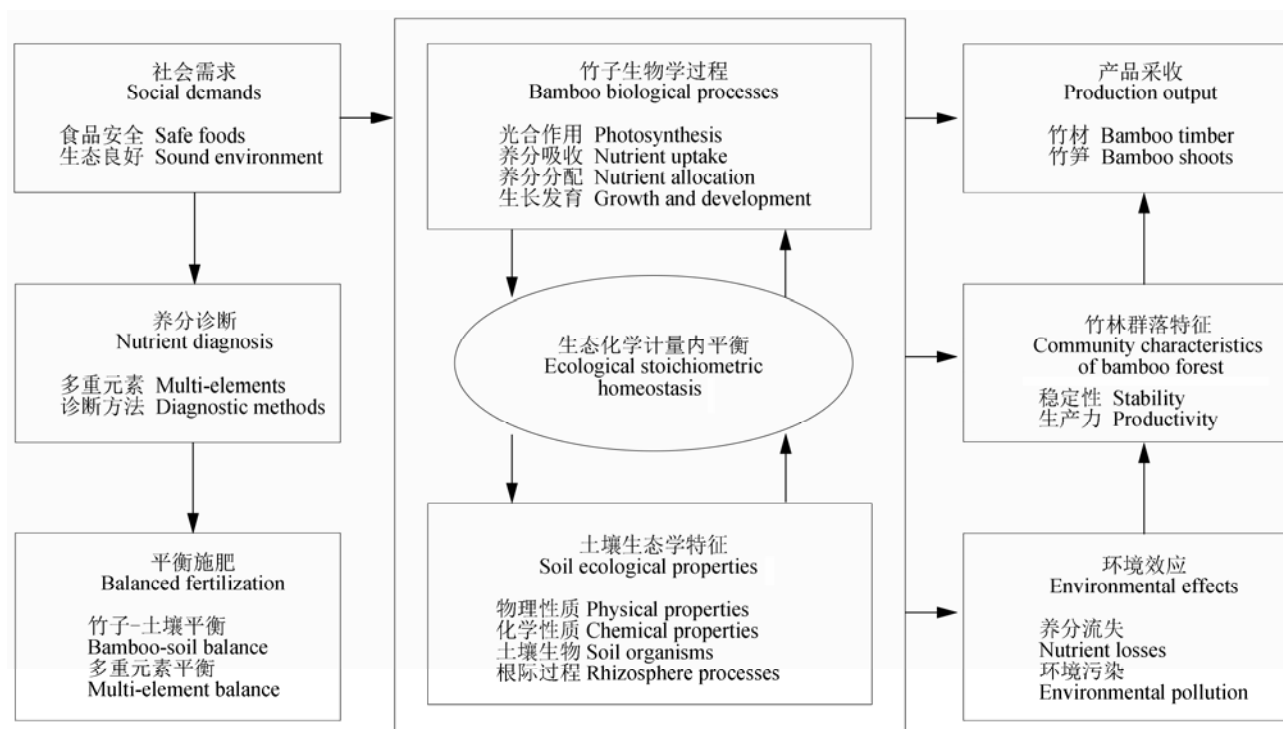 社会需求
Social demands
食品安全 Safe foods
生态良好 Sound environment
养分诊断
Nutrient diagnosis
多重元素 Multi-elements
诊断方法 Diagnostic methods
平衡施肥
Balanced fertilization
竹子-土壤平衡
Bamboo-soil balance
多重元素平衡
Multi-element balance
竹子生物学过程
Bamboo biological processes
光合作用 Photosynthesis
养分吸收 Nutrient uptake
养分分配 Nutrient allocation
生长发育 Growth and development
生态化学计量内平衡
Ecological stoichiometric
homeostasis
土壤生态学特征
Soil ecological properties
物理性质 Physical properties
化学性质 Chemical properties
土壤生物 Soil organisms
根际过程 Rhizosphere processes
产品采收
Production output
竹材 Bamboo timber
竹笋 Bamboo shoots
竹林群落特征
Community characteristics
of bamboo forest
稳定性 Stability
生产力 Productivity
环境效应
Environmental effects
养分流失
Nutrient losses
环境污染
Environmental pollution